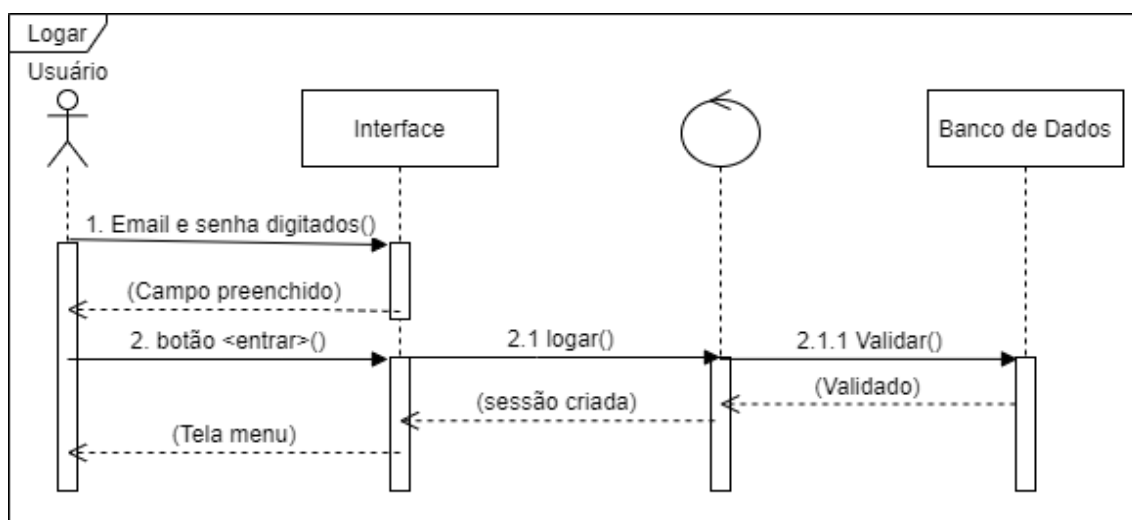 Logar
Usuário
Interface
Banco de Dados
1. Email e senha digitados()
(Campo preenchido)
2. botão <entrar>()
2.1 logar()
2.1.1 Validar()
(Validado)
(sessão criada)
(Tela menu)